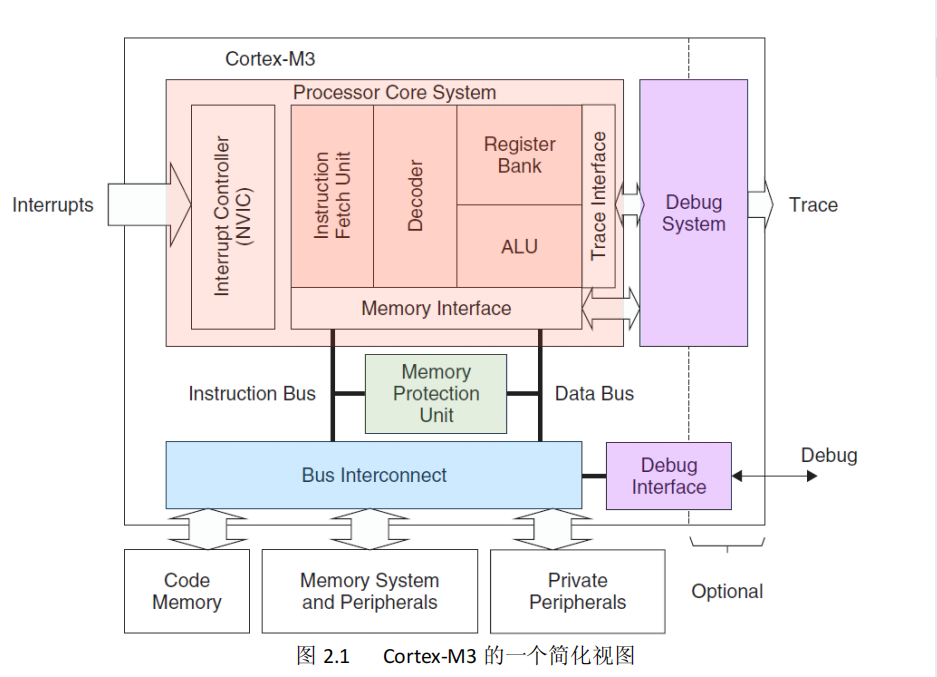 Cortex-M3
Processor Core System
Interrupts
Interrupt Controller
(NVIC)
Instruction
Fetch Unit
Decoder
Register
Bank
ALU
Trace Interface
Memory Interface
Debug
System
Trace
Instruction Bus
Memory
Protection
Unit
Data Bus
Bus Interconnect
Debug
Interface
Debug
Code
Memory
Memory System
and Peripherals
Private
Peripherals
Optional
图 2.1 Cortex-M3 的一个简化视图